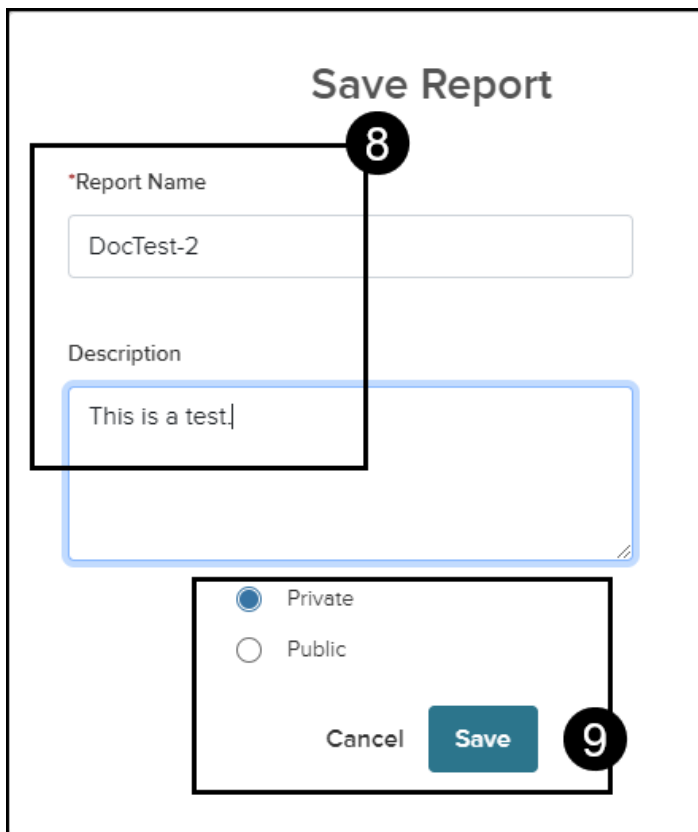 Save Report
8
*Report Name
DocTest-2
Description
This is a test.
Private
Public
Cancel Save 9